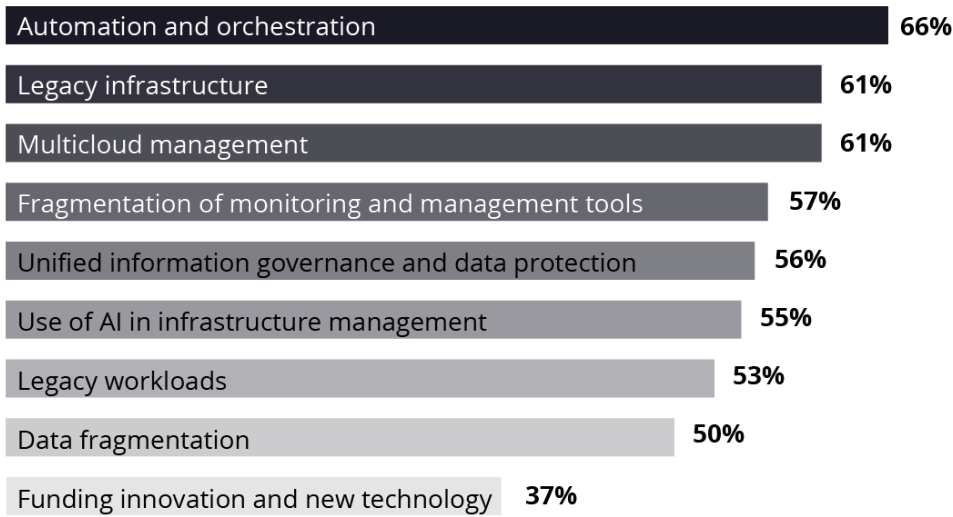 Automation and orchestration 66%
Legacy infrastructure 61%
Multicloud management 61%
Fragmentation of monitoring and management tools 57%
Unified information governance and data protection 56%
Use of AI in infrastructure management 55%
Legacy workloads 53%
Data fragmentation 50%
Funding innovation and new technology 37%